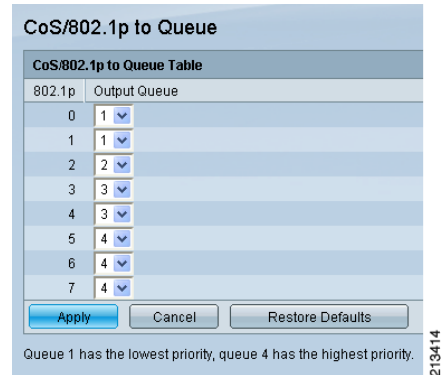 CoS/802.1p to Queue
CoS/802.1p to Queue Table
802.1p Output Queue
0 1
1 1
2 2
3 3
4 3
5 4
6 4
7 4
Apply Cancel Restore Defaults
Queue 1 has the lowest priority, queue 4 has the highest priority.
213414